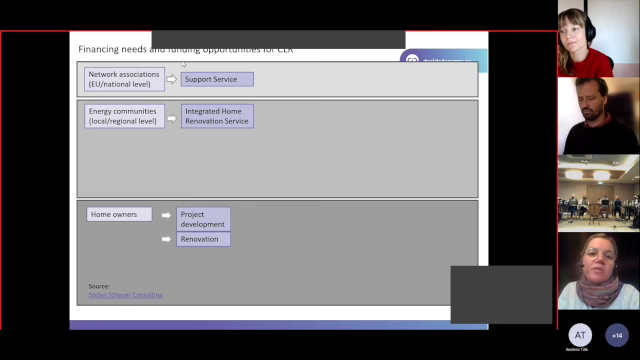 Financing needs and funding opportunities for CLR
Network associations
(EU/national level)
Support Service
Energy communities
(local/regional level)
Integrated Home
Renovation Service
Home owners
Project
development
Renovation
Source:
Stefan Scheuer Consulting
AT
+14